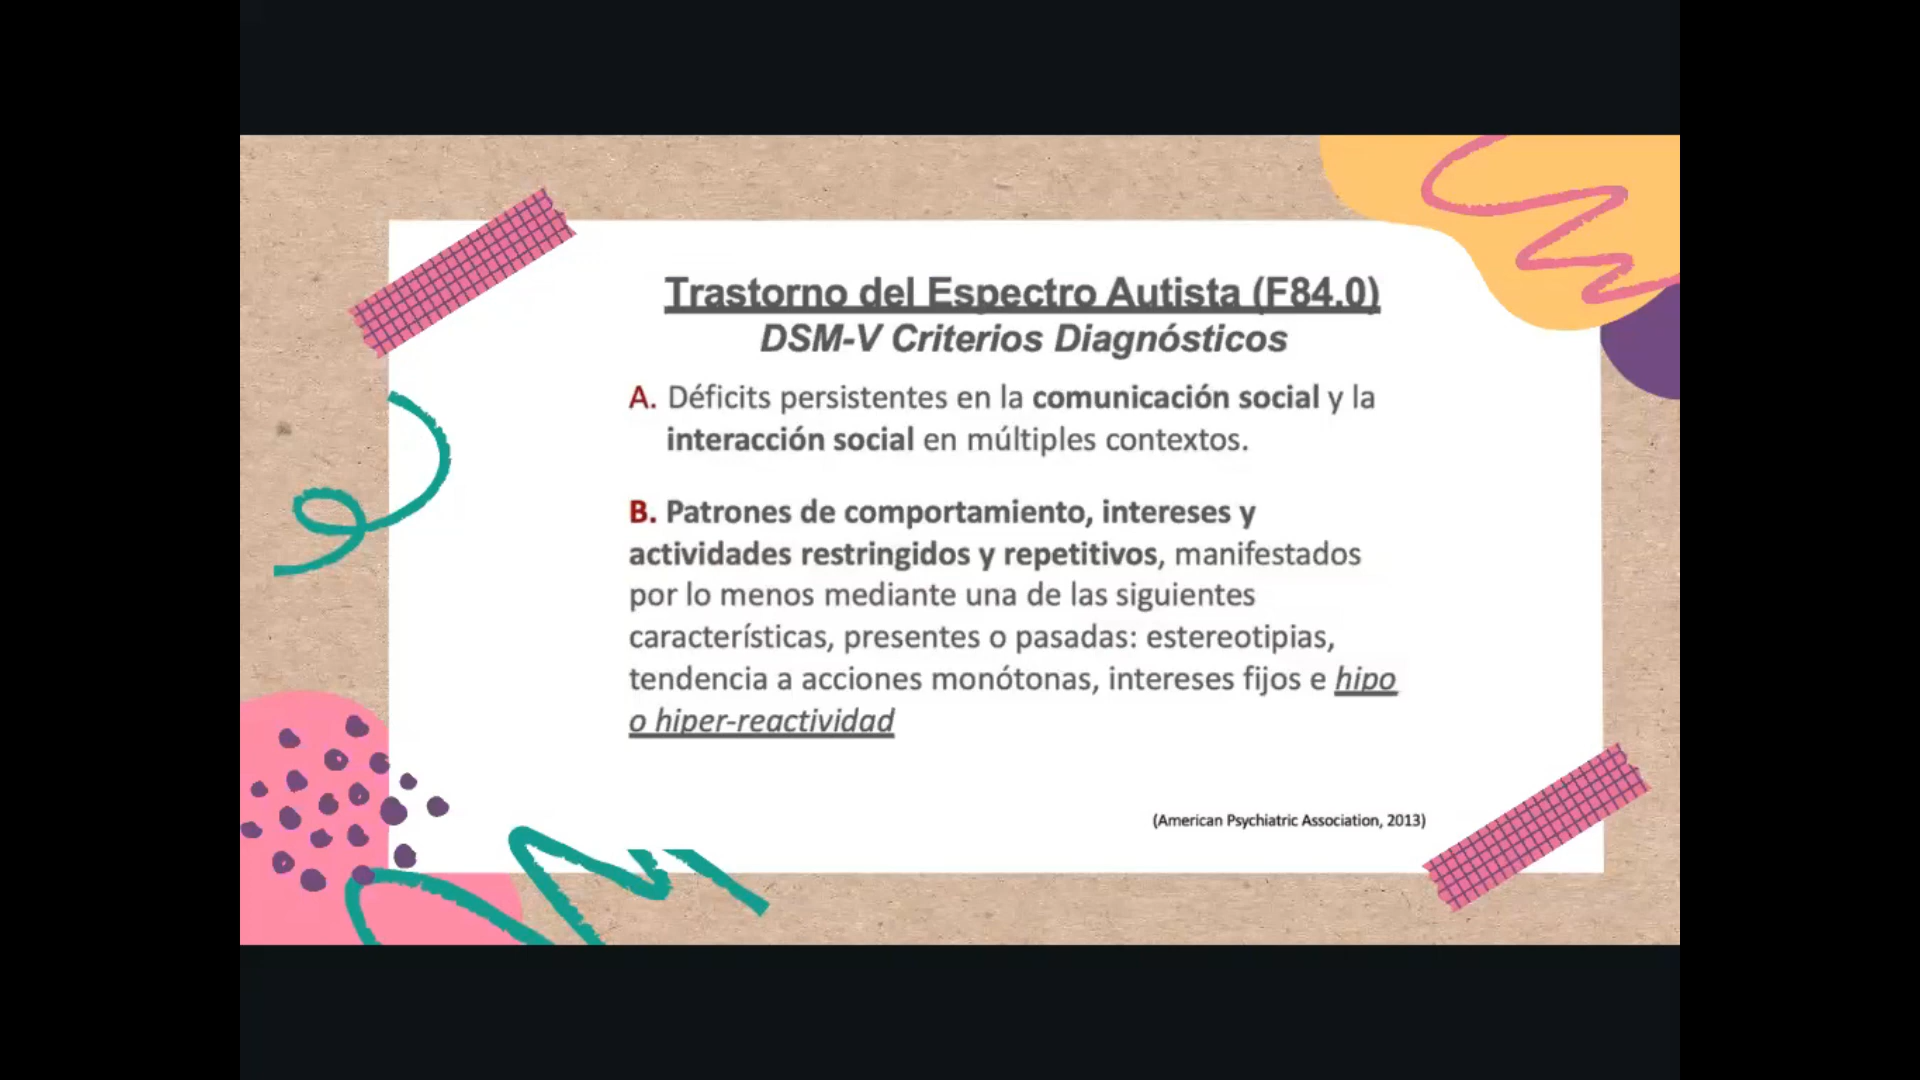 Trastorno del Espectro Autista (F84.0)
DSM-V Criterios Diagnósticos
A. Déficits persistentes en la comunicación social y la
interacción social en múltiples contextos.
B. Patrones de comportamiento, intereses y
actividades restringidos y repetitivos, manifestados
por lo menos mediante una de las siguientes
características, presentes o pasadas: estereotipias,
tendencia a acciones monótonas, intereses fijos e hipo
o hiper-reactividad
(American Psychiatric Association, 2013)